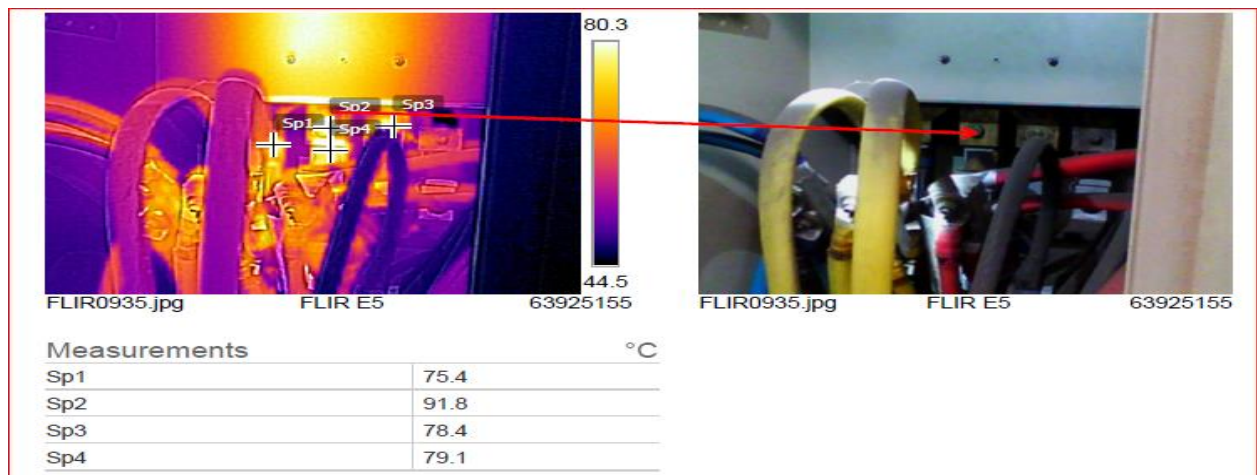 80.3
Sp2 Sp3
Sp1 Sp4
44.5
FLIR0935.jpg FLIR E5 63925155
FLIR0935.jpg FLIR E5 63925155
Measurements °C
Sp1 75.4
Sp2 91.8
Sp3 78.4
Sp4 79.1